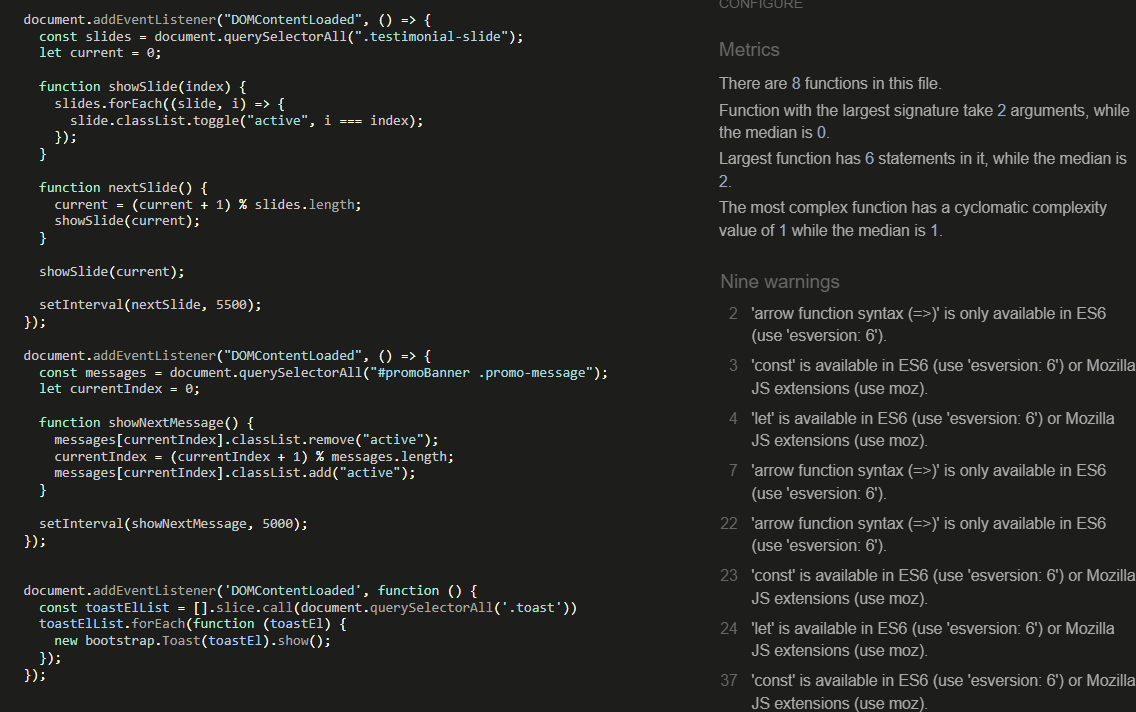 document.addEventListener("DOMContentLoaded", () => {
  const slides = document.querySelectorAll(".testimonial-slide");
  let current = 0;

  function showSlide(index) {
    slides.forEach((slide, i) => {
      slide.classList.toggle("active", i === index);
    });
  }

  function nextSlide() {
    current = (current + 1) % slides.length;
    showSlide(current);
  }

  showSlide(current);

  setInterval(nextSlide, 5500);
});

document.addEventListener("DOMContentLoaded", () => {
  const messages = document.querySelectorAll("#promoBanner .promo-message");
  let currentIndex = 0;

  function showNextMessage() {
    messages[currentIndex].classList.remove("active");
    currentIndex = (currentIndex + 1) % messages.length;
    messages[currentIndex].classList.add("active");
  }

  setInterval(showNextMessage, 5000);
});

document.addEventListener('DOMContentLoaded', function () {
  const toastElList = [].slice.call(document.querySelectorAll('.toast'))
  toastElList.forEach(function (toastEl) {
    new bootstrap.Toast(toastEl).show();
  });
});
CONFIGURE
Metrics
There are 8 functions in this file.
Function with the largest signature take 2 arguments, while
the median is 0.
Largest function has 6 statements in it, while the median is
2.
The most complex function has a cyclomatic complexity
value of 1 while the median is 1.
Nine warnings
2 'arrow function syntax (=>)' is only available in ES6
(use 'esversion: 6').
3 'const' is available in ES6 (use 'esversion: 6') or Mozilla
JS extensions (use moz).
4 'let' is available in ES6 (use 'esversion: 6') or Mozilla
JS extensions (use moz).
7 'arrow function syntax (=>)' is only available in ES6
(use 'esversion: 6').
22 'arrow function syntax (=>)' is only available in ES6
(use 'esversion: 6').
23 'const' is available in ES6 (use 'esversion: 6') or Mozilla
JS extensions (use moz).
24 'let' is available in ES6 (use 'esversion: 6') or Mozilla
JS extensions (use moz).
37 'const' is available in ES6 (use 'esversion: 6') or Mozilla
JS extensions (use moz).